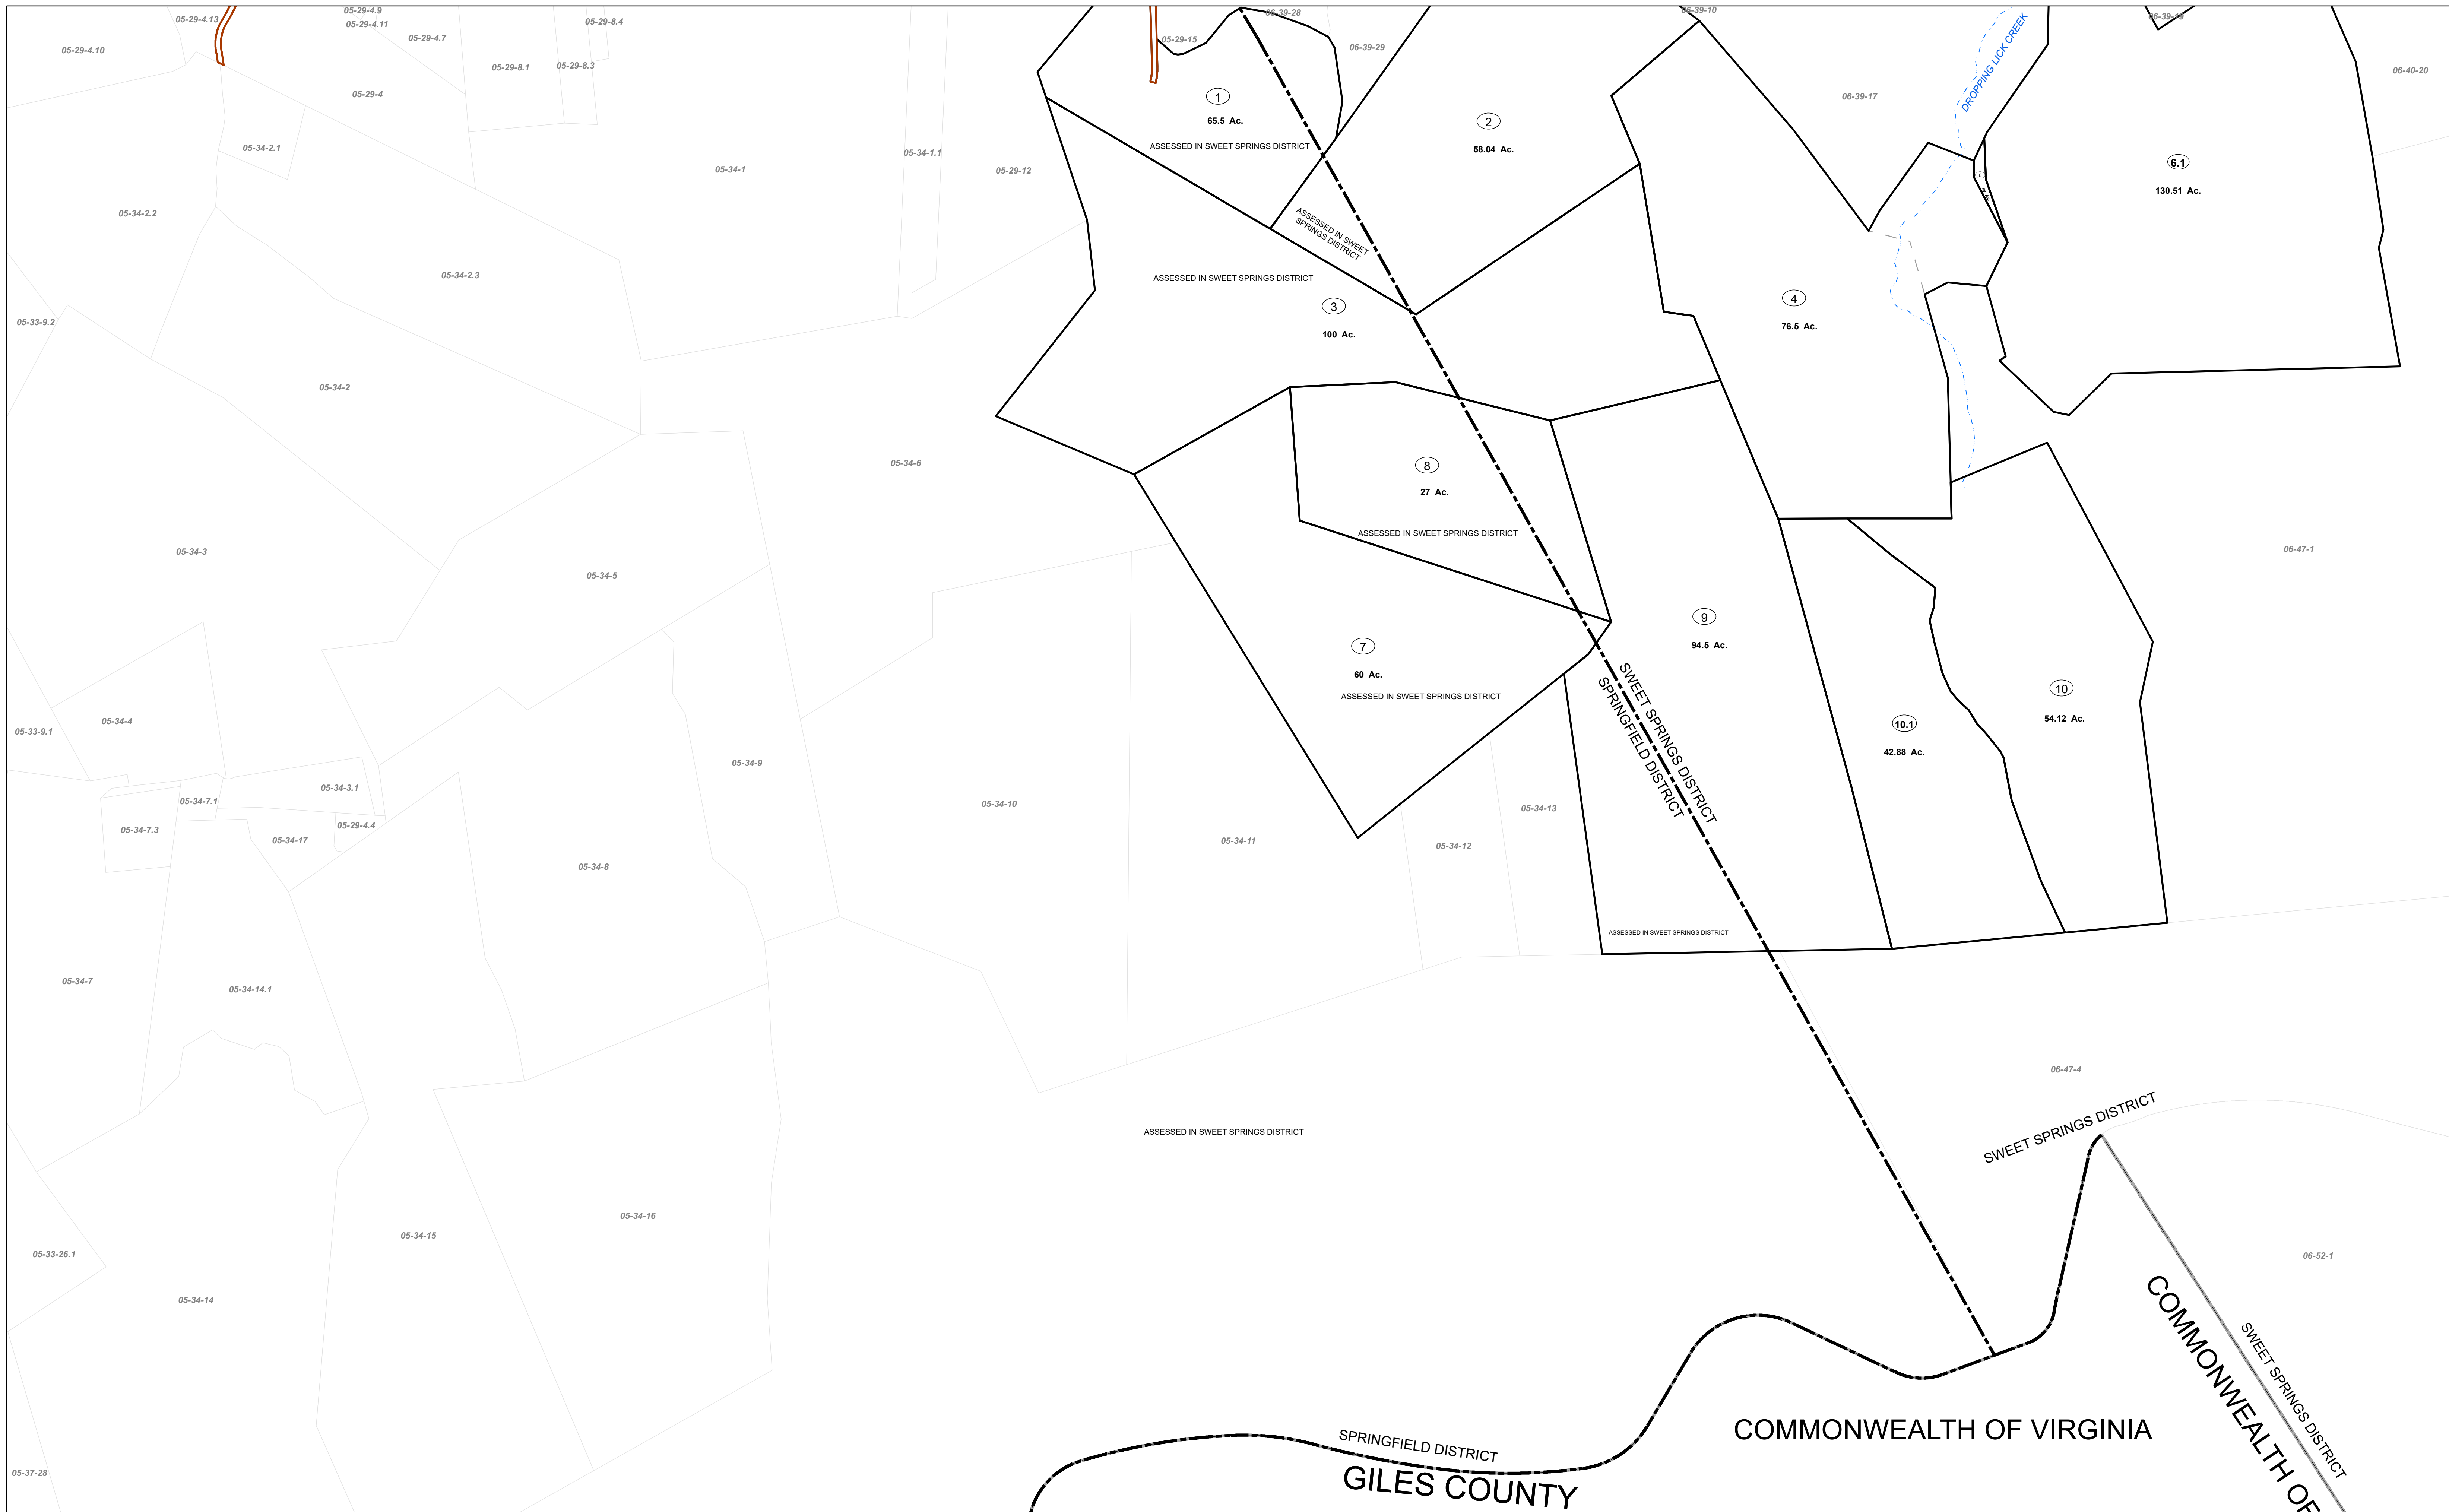 05-29-4.13
05-29-4.9
05-29-4.11
05-29-8.4
06-39-28
06-39-10
06-39-19
05-29-4.10
05-29-4.7
05-29-15
06-39-29
DROPPING LICK CREEK
05-29-8.1
05-29-8.3
06-40-20
05-29-4
1
65.5 Ac.
ASSESSED IN SWEET SPRINGS DISTRICT
2
58.04 Ac.
06-39-17
05-34-2.1
05-34-1
05-34-1.1
05-29-12
6.1
130.51 Ac.
6
05-34-2.2
ASSESSED IN SWEET
SPRINGS DISTRICT
05-34-2.3
ASSESSED IN SWEET SPRINGS DISTRICT
3
100 Ac.
4
76.5 Ac.
05-33-9.2
05-34-2
05-34-6
8
27 Ac.
ASSESSED IN SWEET SPRINGS DISTRICT
05-34-3
05-34-5
06-47-1
7
60 Ac.
ASSESSED IN SWEET SPRINGS DISTRICT
9
94.5 Ac.
SWEET SPRINGS DISTRICT
SPRINGFIELD DISTRICT
10
54.12 Ac.
10.1
42.88 Ac.
05-33-9.1
05-34-4
05-34-9
05-34-3.1
05-34-7.1
05-34-10
05-34-13
05-34-7.3
05-29-4.4
05-34-17
05-34-11
05-34-12
05-34-8
ASSESSED IN SWEET SPRINGS DISTRICT
05-34-7
05-34-14.1
06-47-4
ASSESSED IN SWEET SPRINGS DISTRICT
SWEET SPRINGS DISTRICT
05-34-16
05-34-15
05-33-26.1
06-52-1
05-34-14
SWEET SPRINGS DISTRICT
COMMONWEALTH OF
COMMONWEALTH OF VIRGINIA
SPRINGFIELD DISTRICT
GILES COUNTY
05-37-28